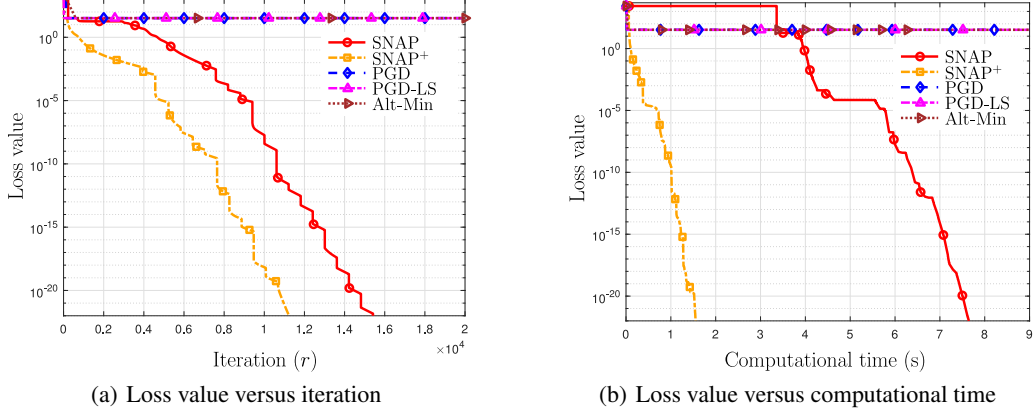 10^0
10^-5
10^-10
10^-15
10^-20
Loss value
0
0.2
0.4
0.6
0.8
1
1.2
1.4
1.6
1.8
2
×10^4
Iteration (r)
SNAP
SNAP+
PGD
PGD-LS
Alt-Min
(a) Loss value versus iteration
10^0
10^-5
10^-10
10^-15
10^-20
Loss value
0
1
2
3
4
5
6
7
8
9
Computational time (s)
SNAP
SNAP+
PGD
PGD-LS
Alt-Min
(b) Loss value versus computational time